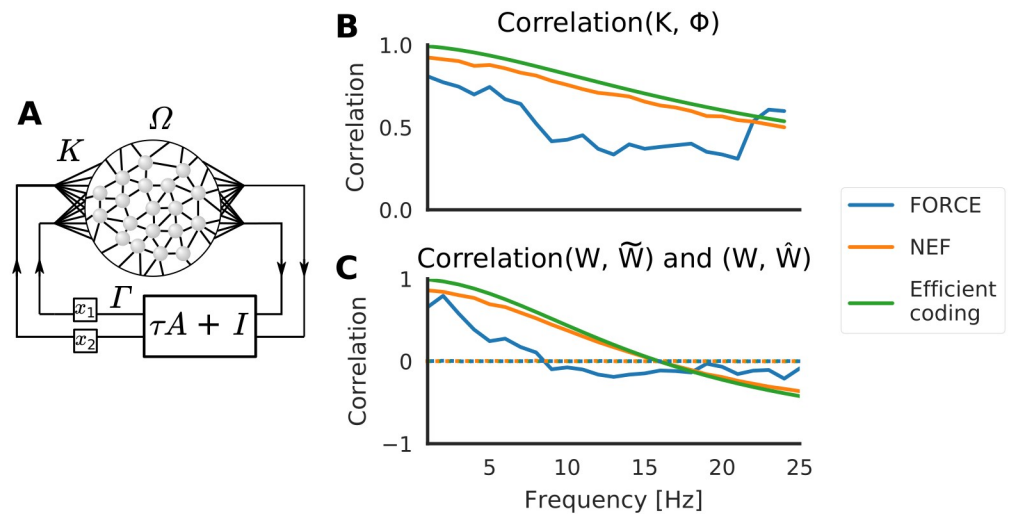 A
Ω
K
Γ
x₁
x₂
τA + I
B
Correlation(K, Φ)
Correlation
1.0
0.5
0.0
C
Correlation(W, W̃) and (W, Ŵ)
Correlation
1
0
−1
5 10 15 20 25
Frequency [Hz]
FORCE
NEF
Efficient
coding